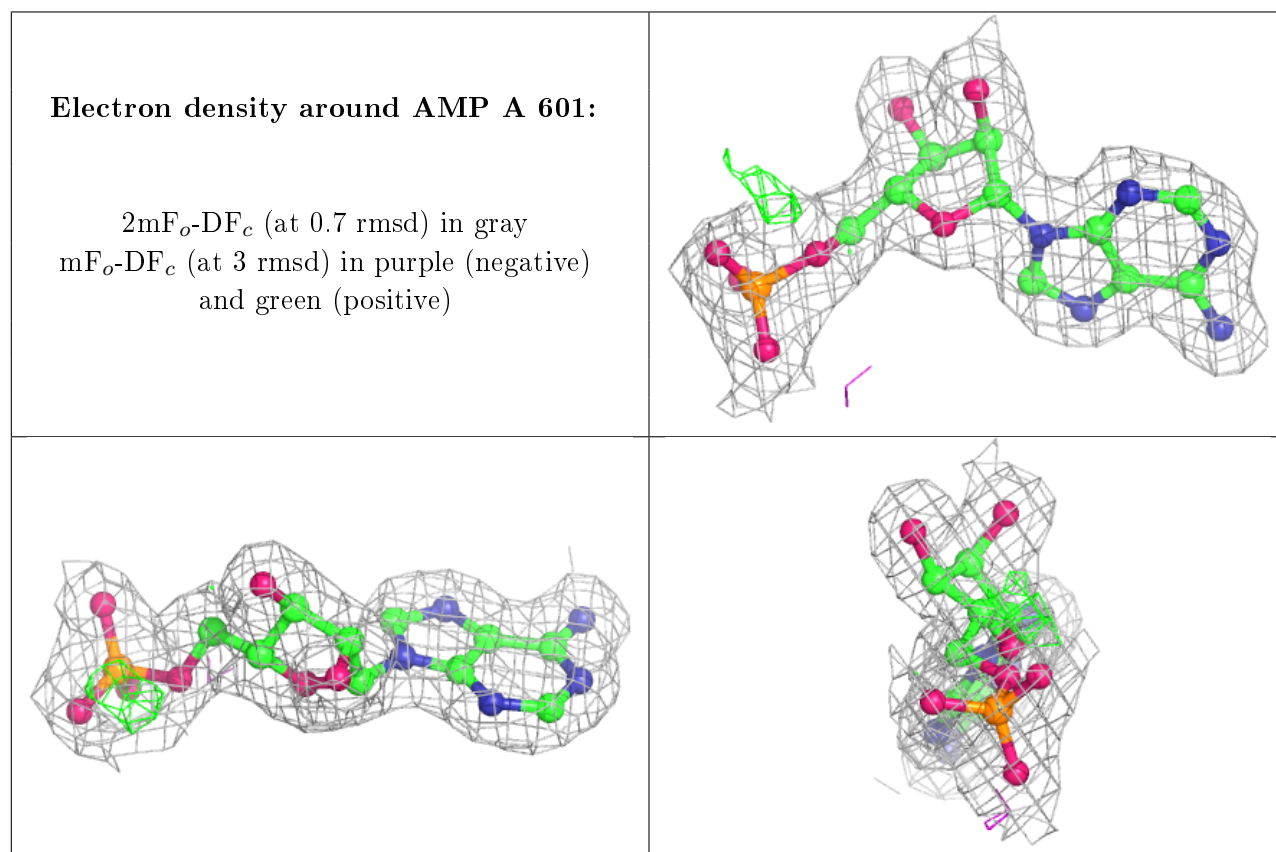 Electron density around AMP A 601:
2mFo-DFc (at 0.7 rmsd) in gray
mFo-DFc (at 3 rmsd) in purple (negative)
and green (positive)